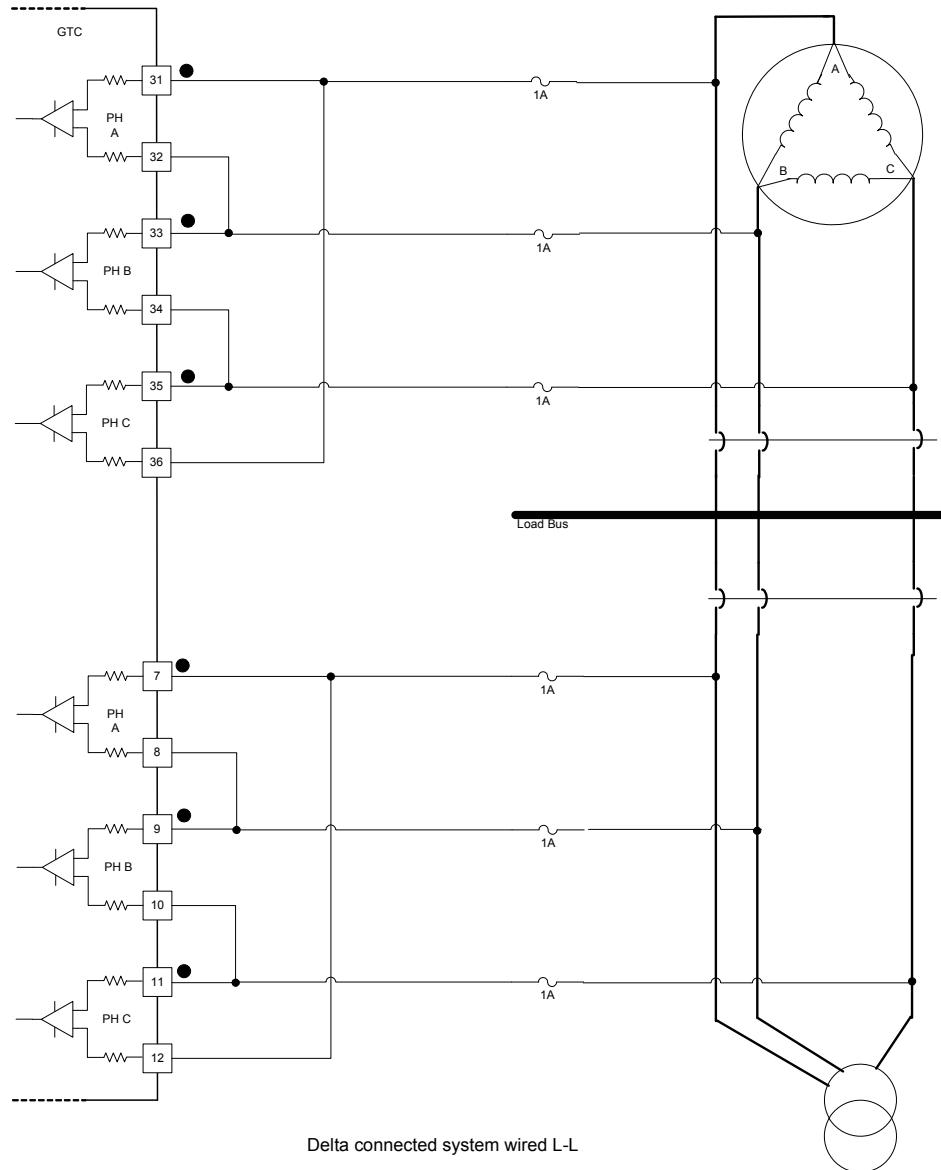 GTC
A
31
1A
PH
A
32
B
C
33
1A
PH B
34
35
1A
PH C
36
Load Bus
7
1A
PH
A
8
9
1A
PH B
10
11
1A
PH C
12
Delta connected system wired L-L